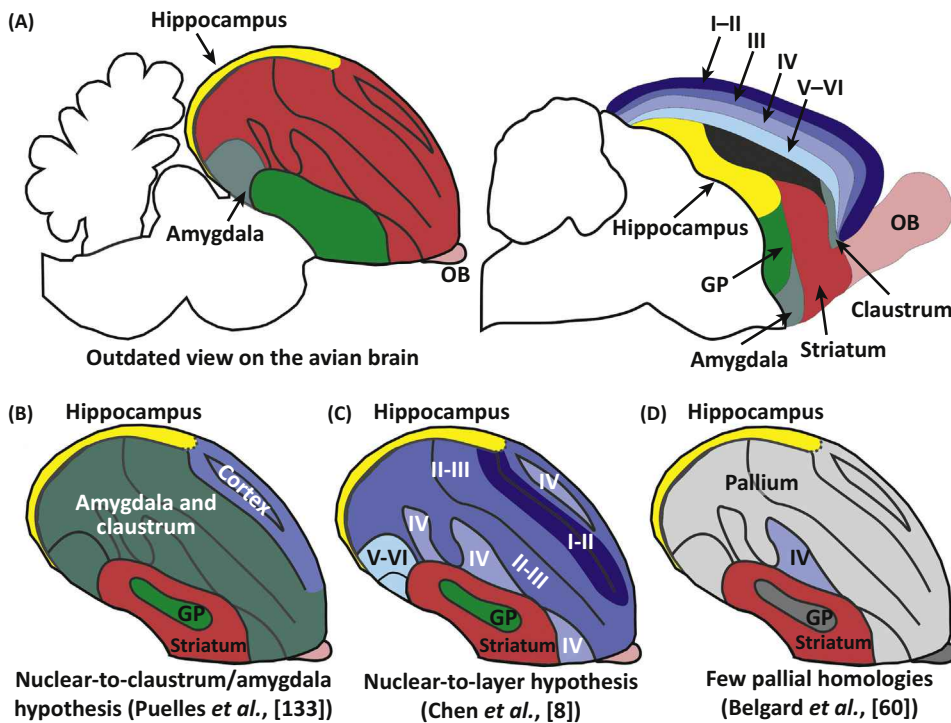 (A)
Hippocampus
Amygdala
OB
Outdated view on the avian brain
I–II
III
IV
V–VI
Hippocampus
GP
Amygdala
Striatum
Claustrum
OB
(B)
Hippocampus
Cortex
Amygdala and
claustrum
GP
Striatum
Nuclear-to-claustrum/amygdala
hypothesis (Puelles et al., [133])
(C)
Hippocampus
II-III
IV
I-II
IV
V-VI
IV
II-III
GP
Striatum
IV
Nuclear-to-layer hypothesis
(Chen et al., [8])
(D)
Hippocampus
Pallium
IV
GP
Striatum
Few pallial homologies
(Belgard et al., [60])